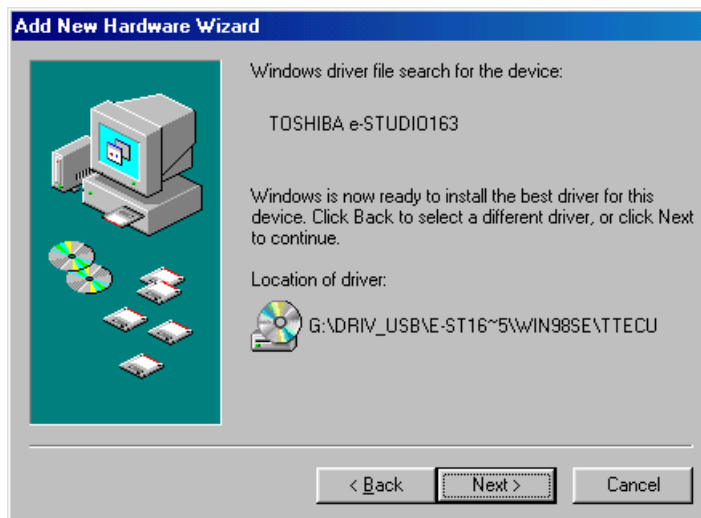 Add New Hardware Wizard
Windows driver file search for the device:
TOSHIBA e-STUDIO163
Windows is now ready to install the best driver for this
device. Click Back to select a different driver, or click Next
to continue.
Location of driver:
G:\DRIV_USB\E-ST16~5\WIN98SE\TTECU
< Back
Next >
Cancel